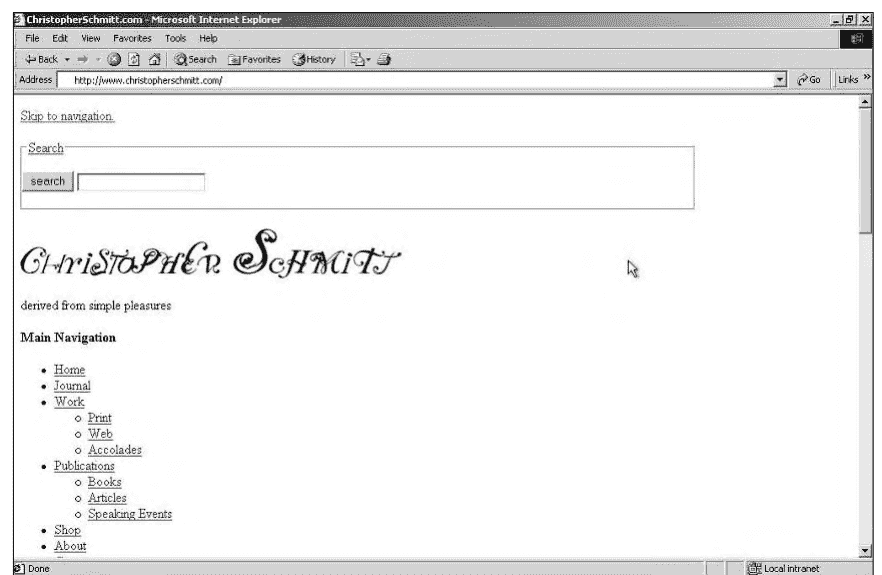 ChristopherSchmitt.com - Microsoft Internet Explorer
File Edit View Favorites Tools Help
Back Search Favorites History
Address http://www.christopherschmitt.com/ Go Links »
Skip to navigation.
Search
search
CHriSToPHER SCHMiTT
derived from simple pleasures
Main Navigation
• Home
• Journal
• Work
o Print
o Web
o Accolades
• Publications
o Books
o Articles
o Speaking Events
• Shop
• About
Done Local intranet